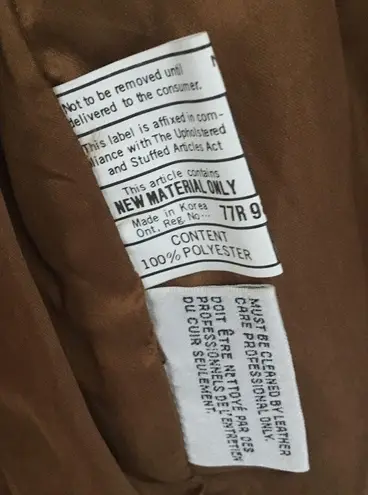 Not to be removed until
delivered to the consumer.
This label is affixed in com-
pliance with The Upholstered
and Stuffed Articles Act
This article contains
NEW MATERIAL ONLY
Made in Korea
Ont. Reg. No... 77R 9
CONTENT
100% POLYESTER
MUST BE CLEANED BY LEATHER
CARE PROFESSIONAL ONLY.
DOIT ÊTRE NETTOYÉ PAR DES
PROFESSIONNELS DE L'ENTRETIEN
DU CUIR SEULEMENT.